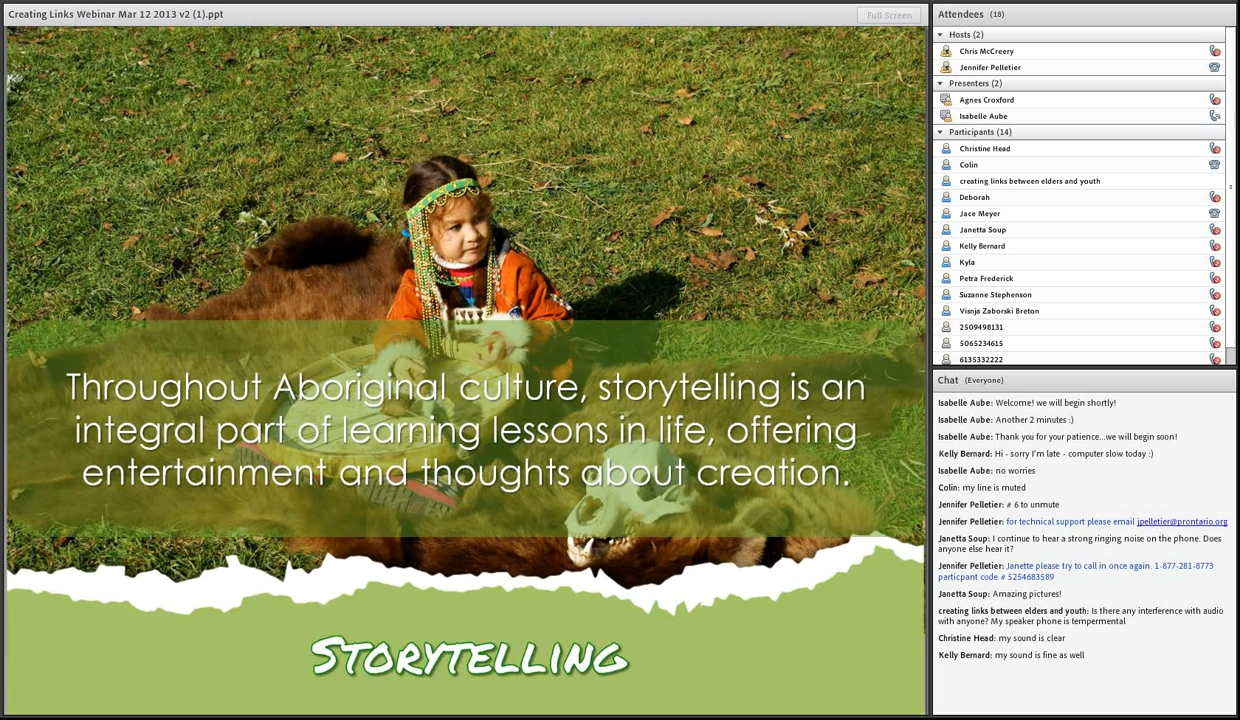 Creating Links Webinar Mar 12 2013 v2 (1).ppt
Full Screen
Throughout Aboriginal culture, storytelling is an
integral part of learning lessons in life, offering
entertainment and thoughts about creation.
STORYTELLING
Attendees (18)
Hosts (2)
Chris McCreery
Jennifer Pelletier
Presenters (2)
Agnes Croxford
Isabelle Aube
Participants (14)
Christine Head
Colin
creating links between elders and youth
Deborah
Jace Meyer
Janetta Soup
Kelly Bernard
Kyla
Petra Frederick
Suzanne Stephenson
Visnja Zaborski Breton
2509498131
5065234615
6135332222
Chat (Everyone)
Isabelle Aube: Welcome! we will begin shortly!
Isabelle Aube: Another 2 minutes :)
Isabelle Aube: Thank you for your patience...we will begin soon!
Kelly Bernard: Hi - sorry I'm late - computer slow today :)
Isabelle Aube: no worries
Colin: my line is muted
Jennifer Pelletier: # 6 to unmute
Jennifer Pelletier: for technical support please email jpelletier@prontario.org
Janetta Soup: I continue to hear a strong ringing noise on the phone. Does
anyone else hear it?
Jennifer Pelletier: Janette please try to call in once again. 1-877-281-8773
particpant code # 5254683589
Janetta Soup: Amazing pictures!
creating links between elders and youth: Is there any interference with audio
with anyone? My speaker phone is tempermental
Christine Head: my sound is clear
Kelly Bernard: my sound is fine as well